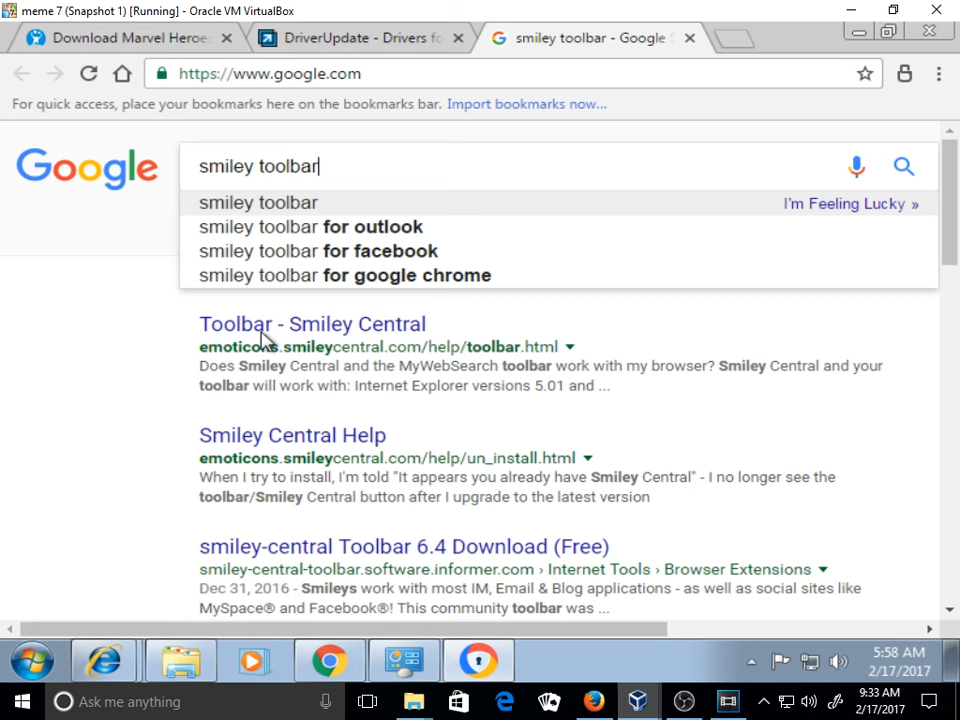 meme 7 (Snapshot 1) [Running] - Oracle VM VirtualBox
Download Marvel Heroes
DriverUpdate - Drivers fo
smiley toolbar - Google S
https://www.google.com
For quick access, place your bookmarks here on the bookmarks bar. Import bookmarks now...
Google
smiley toolbar
smiley toolbar I'm Feeling Lucky »
smiley toolbar for outlook
smiley toolbar for facebook
smiley toolbar for google chrome
Toolbar - Smiley Central
emoticons.smileycentral.com/help/toolbar.html
Does Smiley Central and the MyWebSearch toolbar work with my browser? Smiley Central and your
toolbar will work with: Internet Explorer versions 5.01 and ...
Smiley Central Help
emoticons.smileycentral.com/help/un_install.html
When I try to install, I'm told "It appears you already have Smiley Central" - I no longer see the
toolbar/Smiley Central button after I upgrade to the latest version
smiley-central Toolbar 6.4 Download (Free)
smiley-central-toolbar.software.informer.com › Internet Tools › Browser Extensions
Dec 31, 2016 - Smileys work with most IM, Email & Blog applications - as well as social sites like
MySpace® and Facebook®! This community toolbar was ...
5:58 AM
2/17/2017
Ask me anything
9:33 AM
2/17/2017